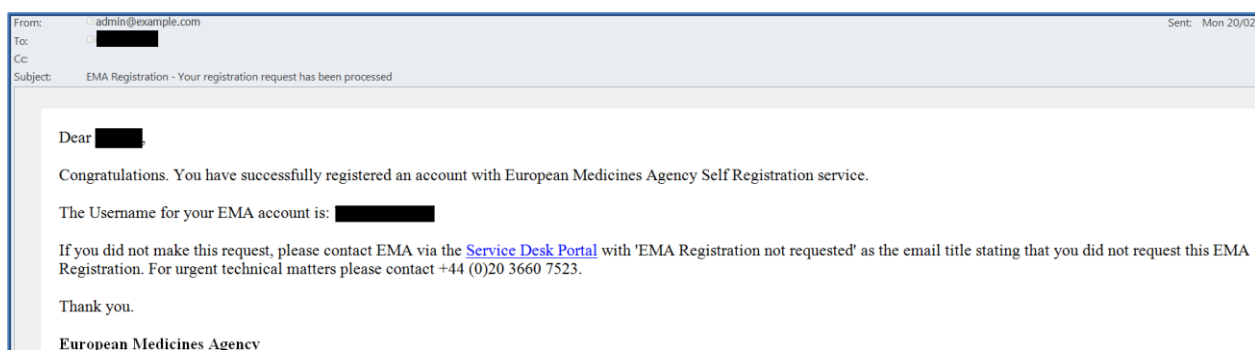 From: admin@example.com Sent: Mon 20/02
To:
Cc:
Subject: EMA Registration - Your registration request has been processed
Dear ,
Congratulations. You have successfully registered an account with European Medicines Agency Self Registration service.
The Username for your EMA account is:
If you did not make this request, please contact EMA via the Service Desk Portal with 'EMA Registration not requested' as the email title stating that you did not request this EMA
Registration. For urgent technical matters please contact +44 (0)20 3660 7523.
Thank you.
European Medicines Agency